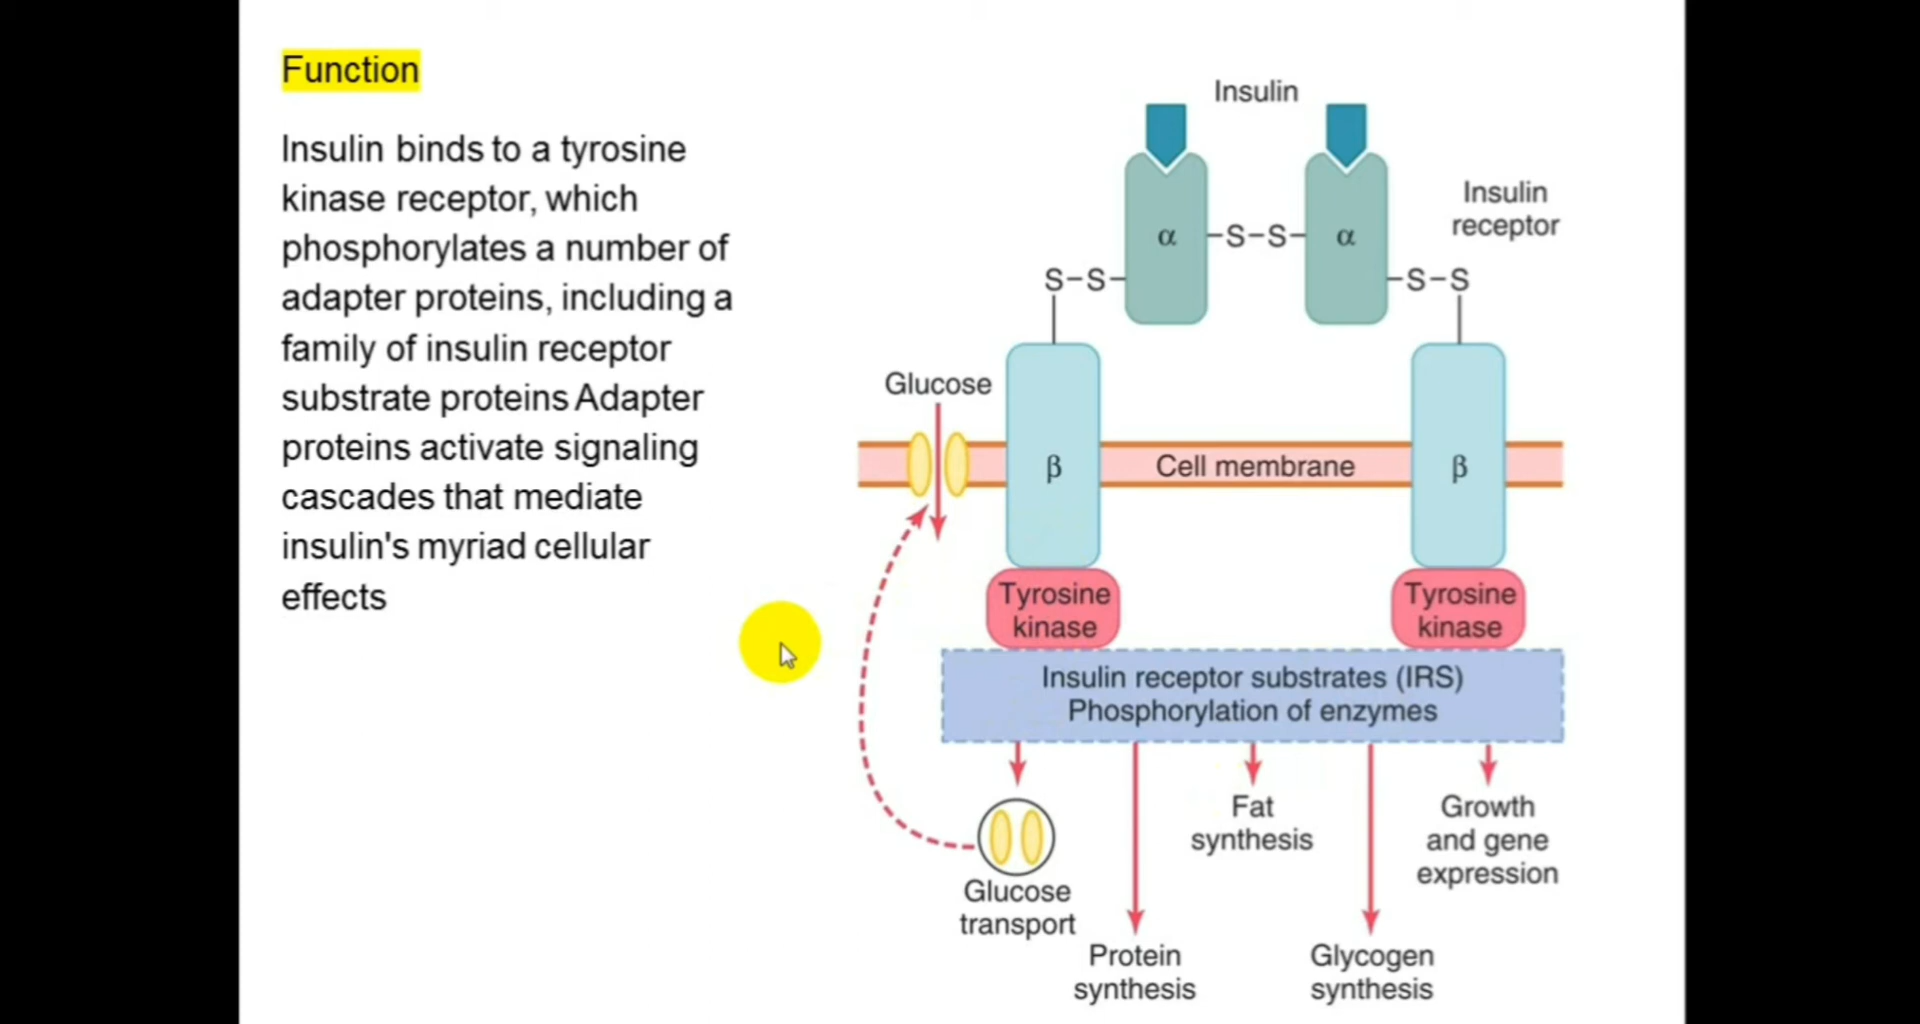 Function
Insulin binds to a tyrosine
kinase receptor, which
phosphorylates a number of
adapter proteins, including a
family of insulin receptor
substrate proteins Adapter
proteins activate signaling
cascades that mediate
insulin's myriad cellular
effects
Insulin
Insulin
receptor
α
-S-S-
α
S-S-
-S-S
Glucose
β
Cell membrane
β
Tyrosine
kinase
Tyrosine
kinase
Insulin receptor substrates (IRS)
Phosphorylation of enzymes
Glucose
transport
Protein
synthesis
Fat
synthesis
Glycogen
synthesis
Growth
and gene
expression